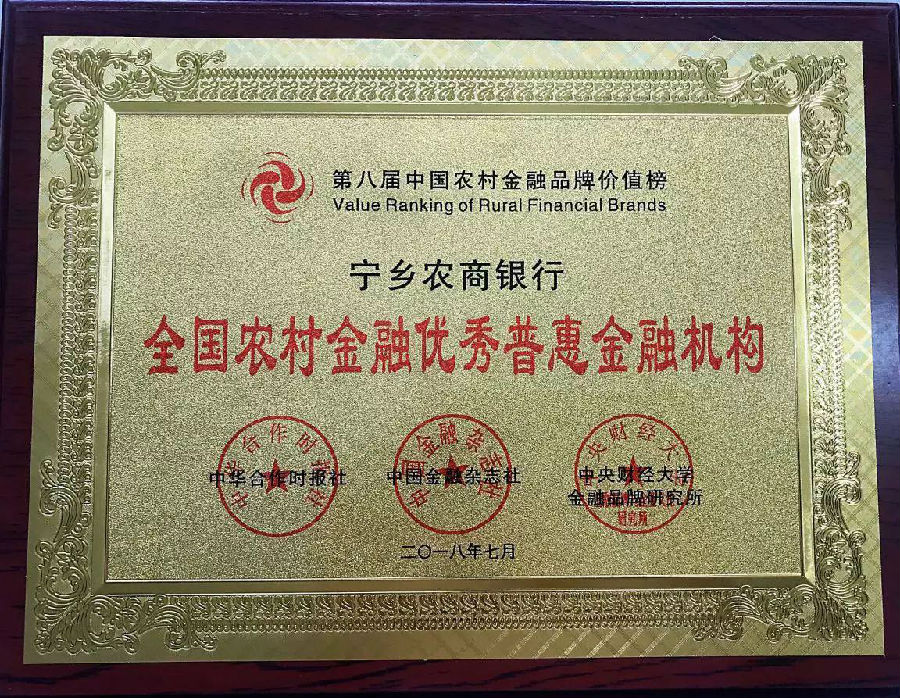 第八届中国农村金融品牌价值榜
Value Ranking of Rural Financial Brands
宁乡农商银行
全国农村金融优秀普惠金融机构
中华合作时报社
中国金融杂志社
中央财经大学
金融品牌研究所
二〇一八年七月